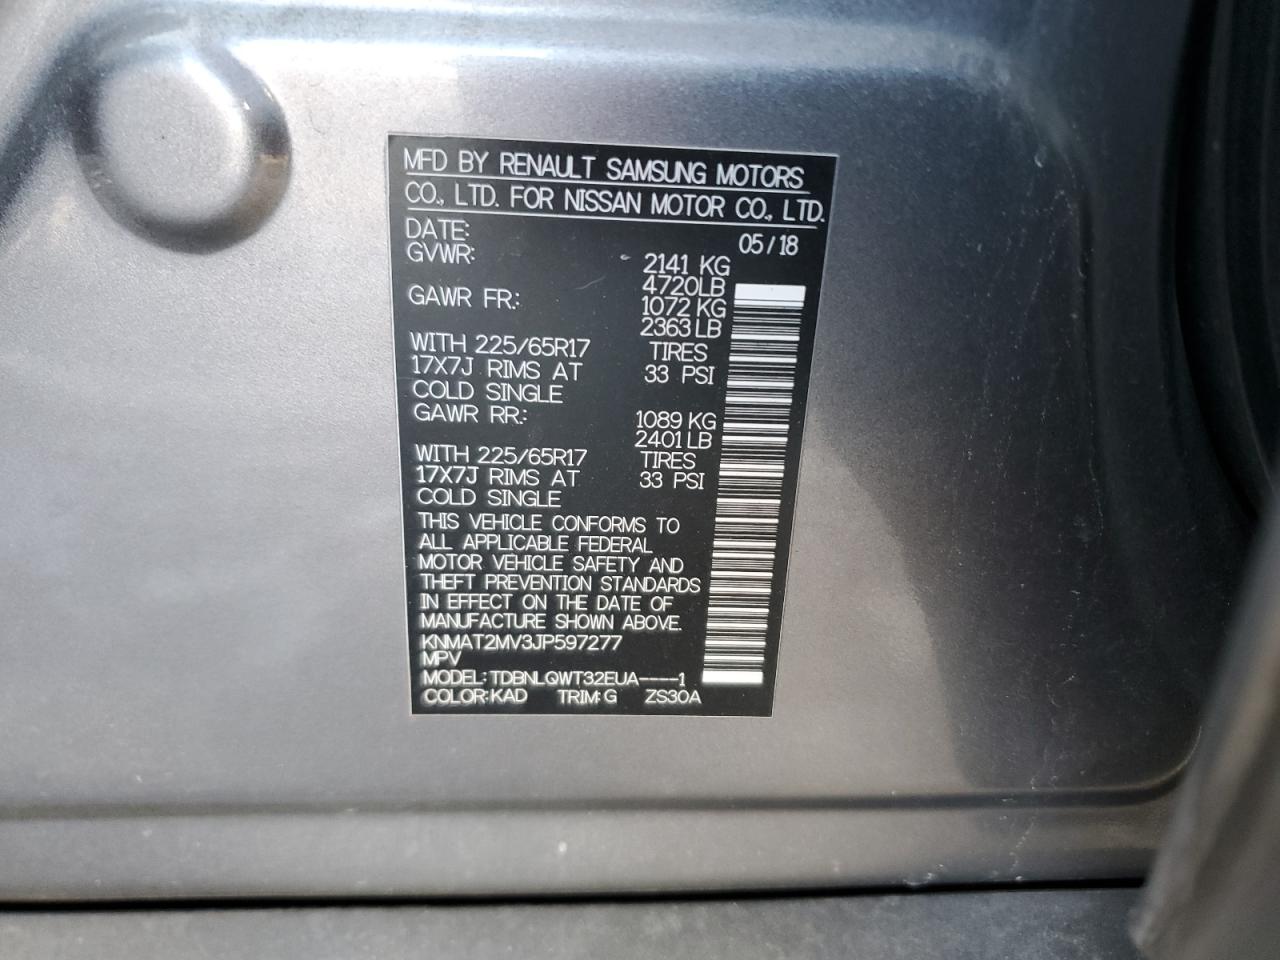 MFD BY RENAULT SAMSUNG MOTORS
CO., LTD. FOR NISSAN MOTOR CO., LTD.
DATE: 05/18
GVWR: 2141 KG
4720LB
GAWR FR.: 1072 KG
2363 LB
WITH 225/65R17 TIRES
17X7J RIMS AT 33 PSI
COLD SINGLE
GAWR RR.: 1089 KG
2401LB
WITH 225/65R17 TIRES
17X7J RIMS AT 33 PSI
COLD SINGLE
THIS VEHICLE CONFORMS TO
ALL APPLICABLE FEDERAL
MOTOR VEHICLE SAFETY AND
THEFT PREVENTION STANDARDS
IN EFFECT ON THE DATE OF
MANUFACTURE SHOWN ABOVE.
KNMAT2MV3JP597277
MPV
MODEL:TDBNLQWT32EUA----1
COLOR:KAD TRIM:G ZS30A